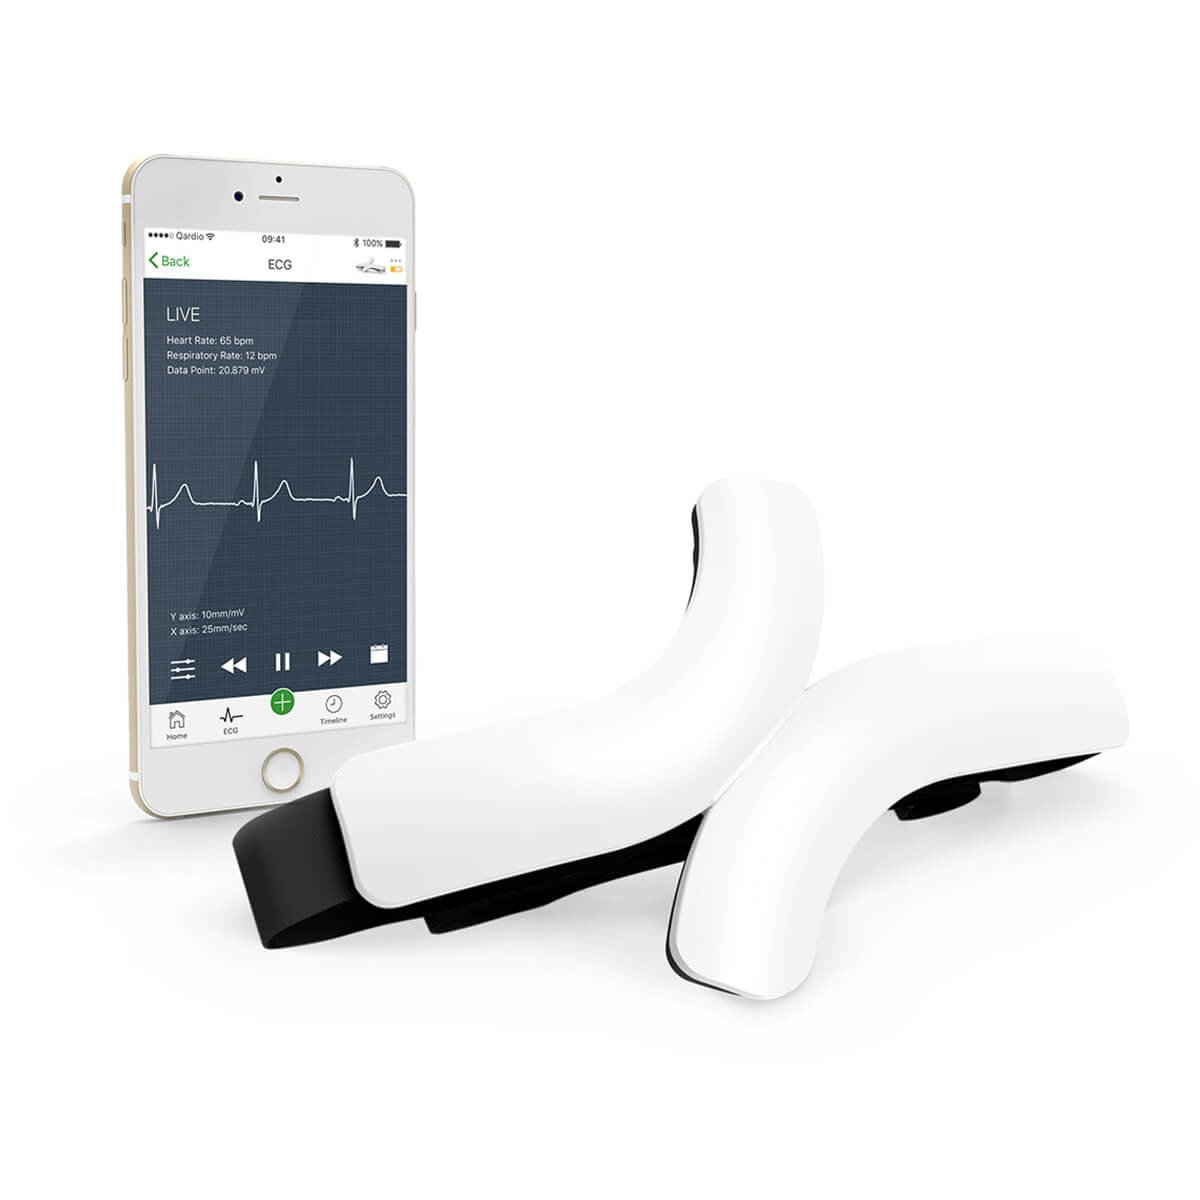 Qardio 09:41 100%
Back ECG
LIVE
Heart Rate: 65 bpm
Respiratory Rate: 12 bpm
Data Point: 20.879 mV
Y axis: 10mm/mV
X axis: 25mm/sec
Home ECG Timeline Settings